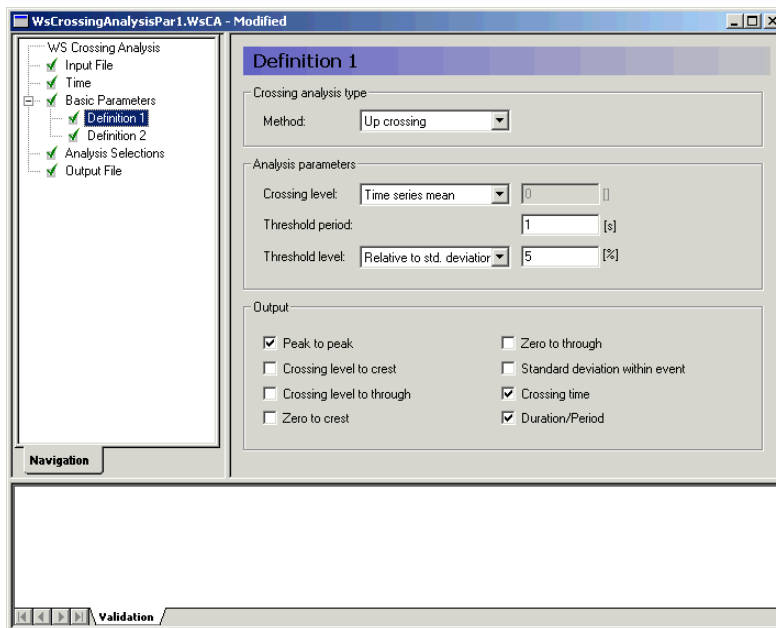 WsCrossingAnalysisPar1.WsCA - Modified
WS Crossing Analysis
Input File
Time
Basic Parameters
Definition 1
Definition 2
Analysis Selections
Output File
Navigation
Definition 1
Crossing analysis type
Method: Up crossing
Analysis parameters
Crossing level: Time series mean 0 []
Threshold period: 1 [s]
Threshold level: Relative to std. deviation 5 [%]
Output
Peak to peak
Zero to through
Crossing level to crest
Standard deviation within event
Crossing level to through
Crossing time
Zero to crest
Duration/Period
Validation